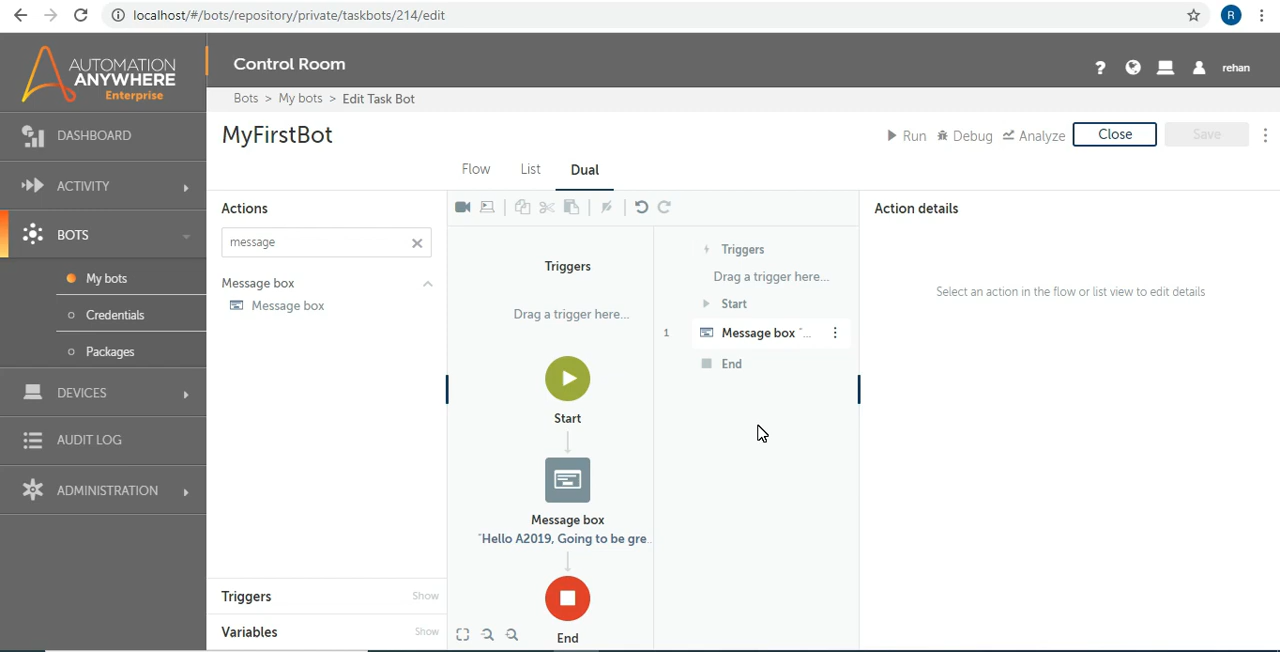 localhost/#/bots/repository/private/taskbots/214/edit
R
AUTOMATION
ANYWHERE
Enterprise
Control Room
?
rehan
Bots > My bots > Edit Task Bot
MyFirstBot
Run
Debug
Analyze
Close
Save
Flow
List
Dual
DASHBOARD
ACTIVITY
BOTS
My bots
Credentials
Packages
DEVICES
AUDIT LOG
ADMINISTRATION
Actions
message
Message box
Message box
Triggers
Show
Variables
Show
Triggers
Drag a trigger here...
Start
Message box
"Hello A2019, Going to be gre...
End
Triggers
Drag a trigger here...
Start
1
Message box "...
End
Action details
Select an action in the flow or list view to edit details